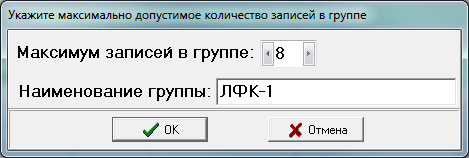 Укажите максимально допустимое количество записей в группе
Максимум записей в группе: 8
Наименование группы: ЛФК-1
OK Отмена